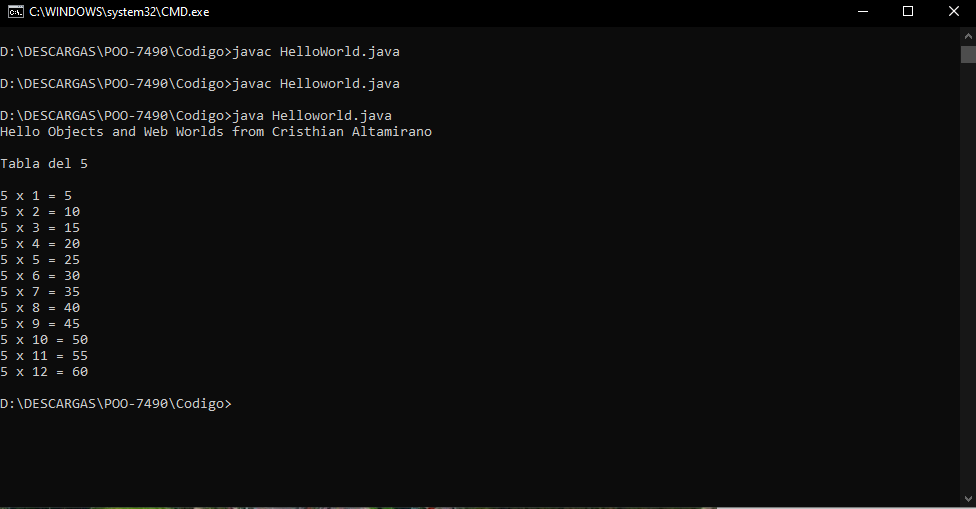 C:\WINDOWS\system32\CMD.exe
D:\DESCARGAS\POO-7490\Codigo>javac HelloWorld.java
D:\DESCARGAS\POO-7490\Codigo>javac Helloworld.java
D:\DESCARGAS\POO-7490\Codigo>java Helloworld.java
Hello Objects and Web Worlds from Cristhian Altamirano
Tabla del 5
5 x 1 = 5
5 x 2 = 10
5 x 3 = 15
5 x 4 = 20
5 x 5 = 25
5 x 6 = 30
5 x 7 = 35
5 x 8 = 40
5 x 9 = 45
5 x 10 = 50
5 x 11 = 55
5 x 12 = 60
D:\DESCARGAS\POO-7490\Codigo>